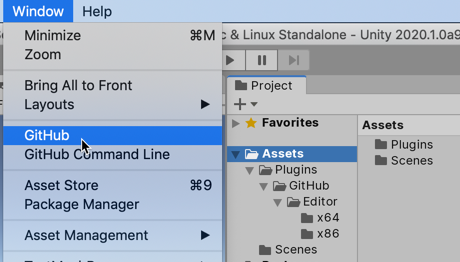 Window Help
Minimize ⌘M
Zoom
Bring All to Front
Layouts
GitHub
GitHub Command Line
Asset Store ⌘9
Package Manager
Asset Management
& Linux Standalone - Unity 2020.1.0a9
Project
Favorites
Assets
Plugins
GitHub
Editor
x64
x86
Scenes
Assets
Plugins
Scenes